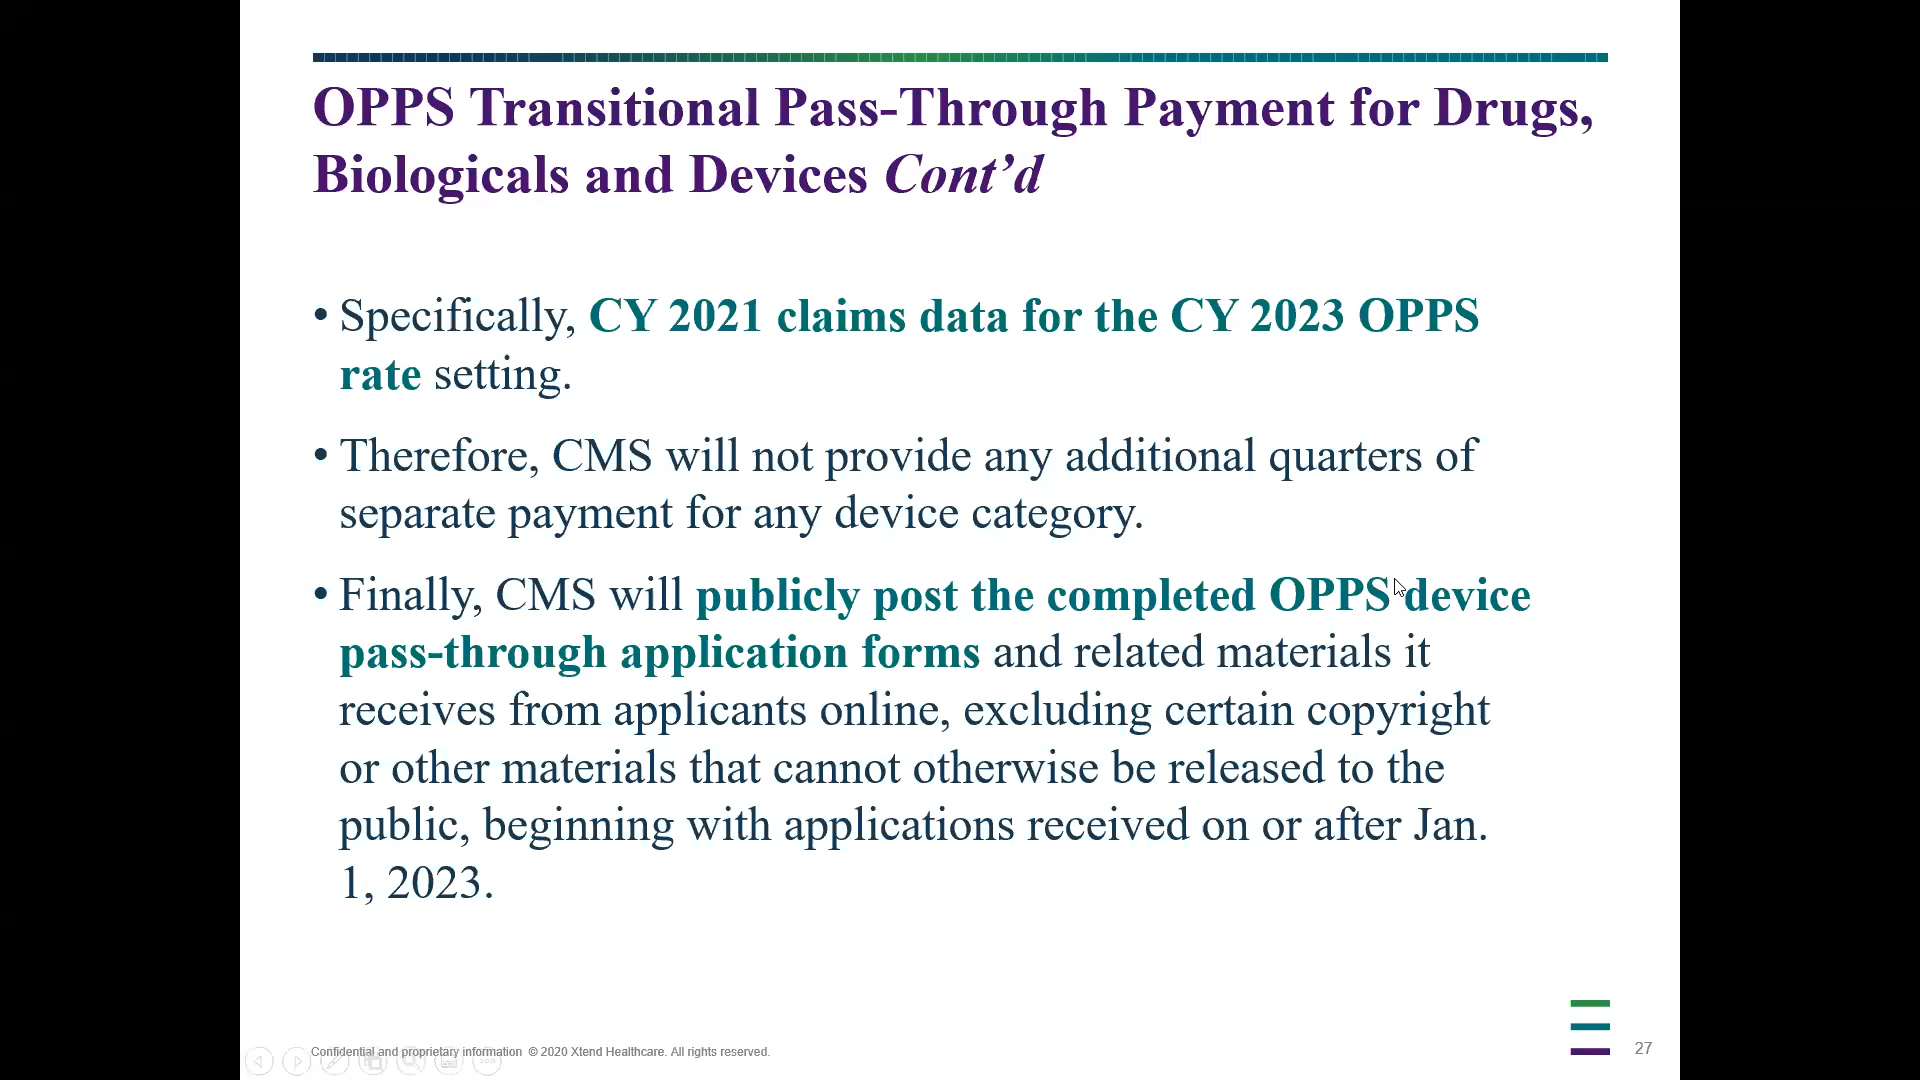 OPPS Transitional Pass-Through Payment for Drugs,
Biologicals and Devices Cont’d
• Specifically, CY 2021 claims data for the CY 2023 OPPS
rate setting.
• Therefore, CMS will not provide any additional quarters of
separate payment for any device category.
• Finally, CMS will publicly post the completed OPPS device
pass-through application forms and related materials it
receives from applicants online, excluding certain copyright
or other materials that cannot otherwise be released to the
public, beginning with applications received on or after Jan.
1, 2023.
Confidential and proprietary information © 2020 Xtend Healthcare. All rights reserved.
27